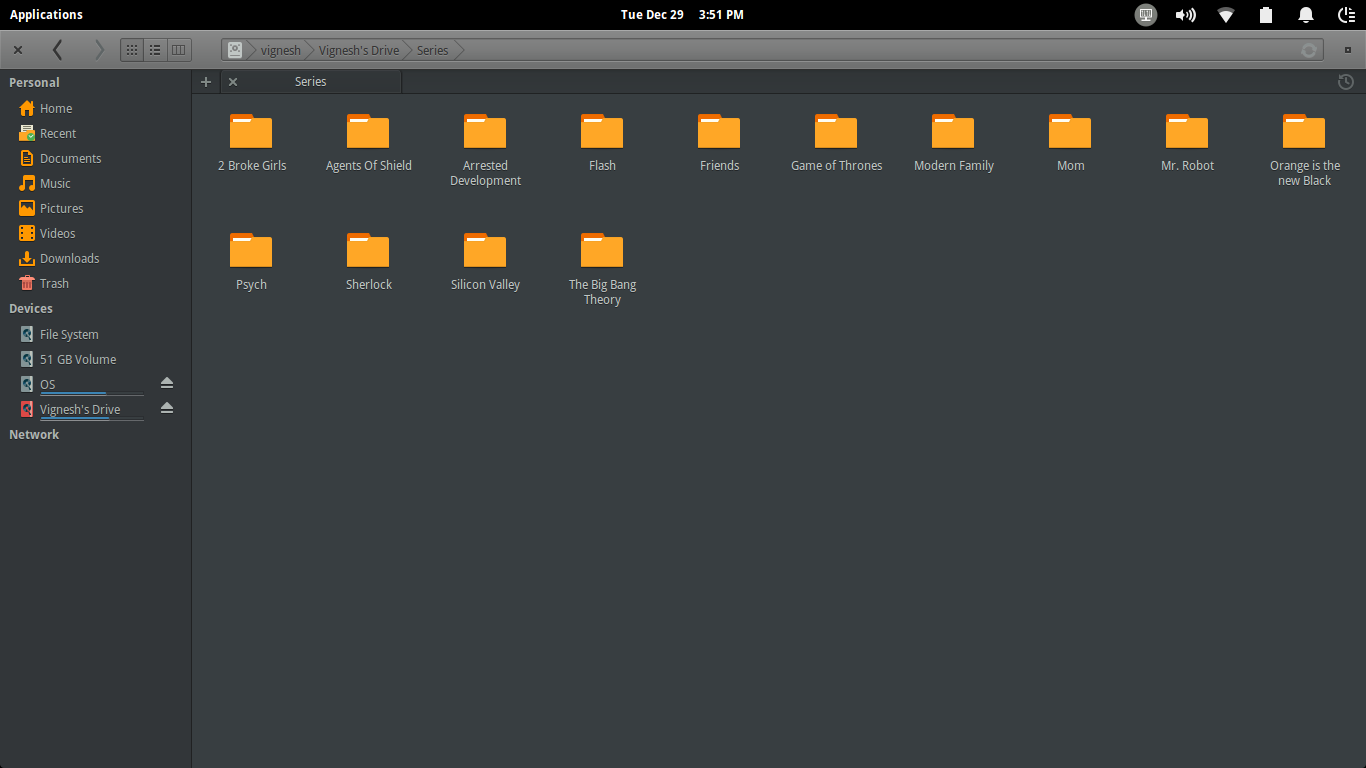 Applications
Tue Dec 29 3:51 PM
vignesh
Vignesh's Drive
Series
Personal
Home
Recent
Documents
Music
Pictures
Videos
Downloads
Trash
Devices
File System
51 GB Volume
OS
Vignesh's Drive
Network
Series
2 Broke Girls
Agents Of Shield
Arrested
Development
Flash
Friends
Game of Thrones
Modern Family
Mom
Mr. Robot
Orange is the
new Black
Psych
Sherlock
Silicon Valley
The Big Bang
Theory